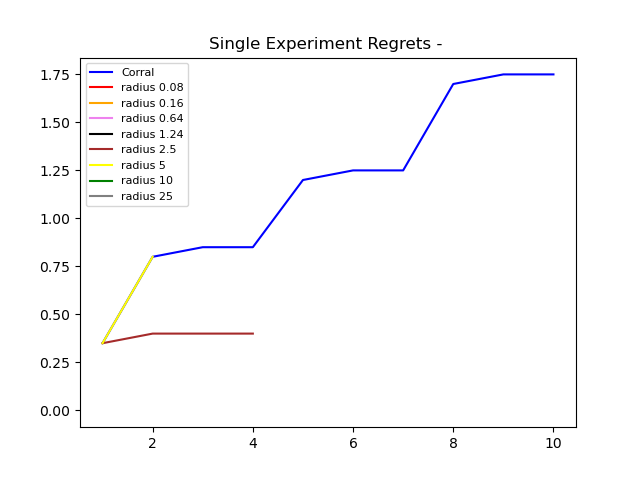 Single Experiment Regrets -
1.75
1.50
1.25
1.00
0.75
0.50
0.25
0.00
Corral
radius 0.08
radius 0.16
radius 0.64
radius 1.24
radius 2.5
radius 5
radius 10
radius 25
2 4 6 8 10